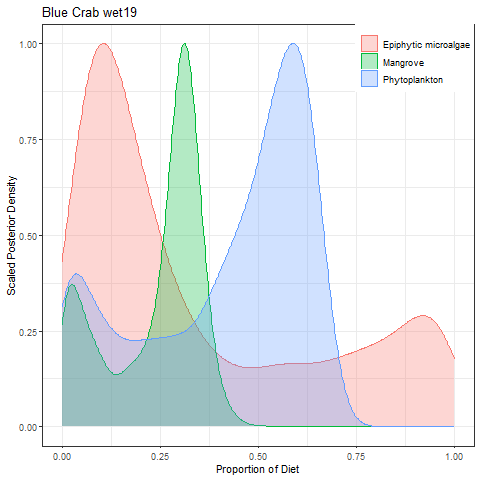 Blue Crab wet19
Epiphytic microalgae
Mangrove
Phytoplankton
Scaled Posterior Density
1.00
0.75
0.50
0.25
0.00
0.00 0.25 0.50 0.75 1.00
Proportion of Diet